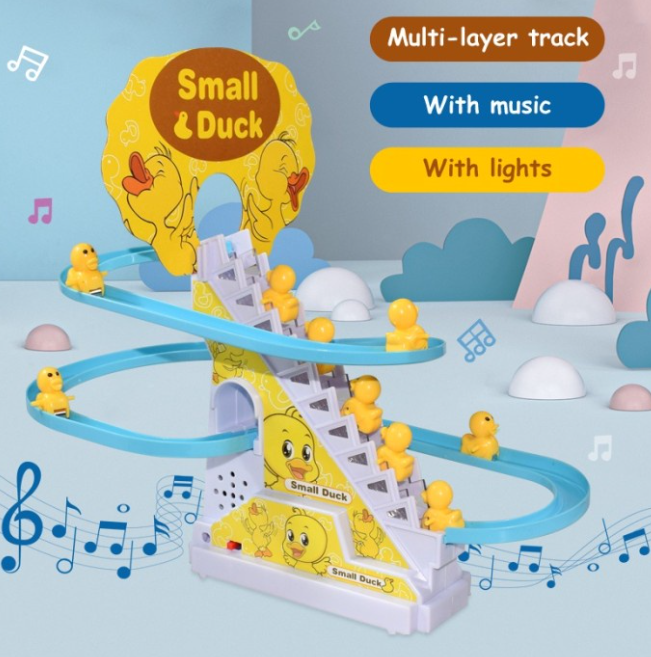 Multi-layer track
With music
With lights
Small
Duck
Small Duck
Small Duck